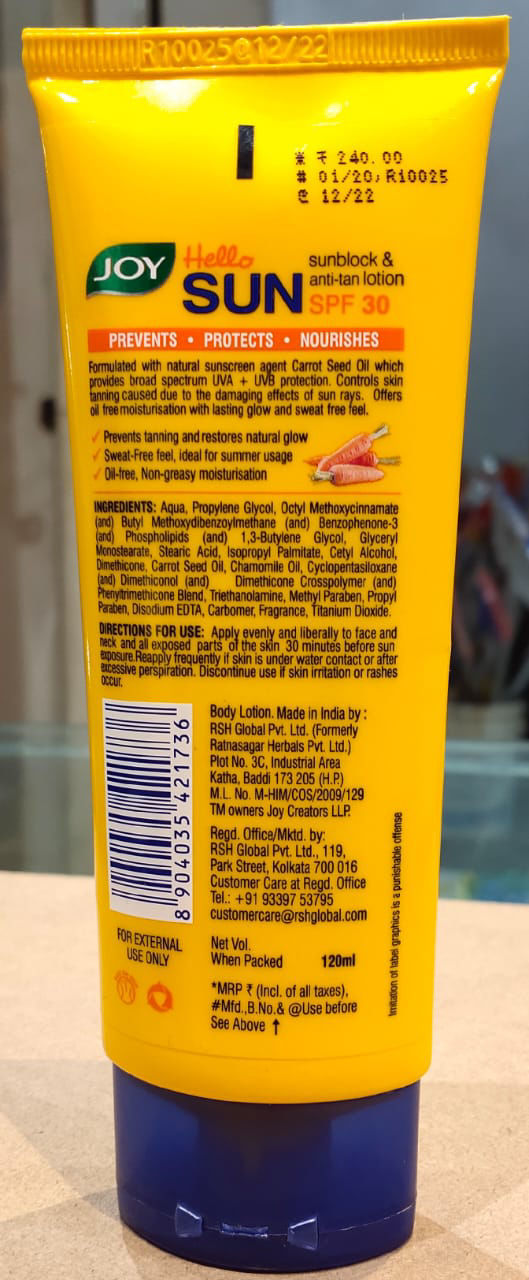 R10025@12/22
* ₹ 240.00
# 01/20, R10025
@ 12/22
JOY
Hello
SUN
sunblock &
anti-tan lotion
SPF 30
PREVENTS • PROTECTS • NOURISHES
Formulated with natural sunscreen agent Carrot Seed Oil which
provides broad spectrum UVA + UVB protection. Controls skin
tanning caused due to the damaging effects of sun rays. Offers
oil free moisturisation with lasting glow and sweat free feel.
✓ Prevents tanning and restores natural glow
✓ Sweat-Free feel, ideal for summer usage
✓ Oil-free, Non-greasy moisturisation
INGREDIENTS: Aqua, Propylene Glycol, Octyl Methoxycinnamate
(and) Butyl Methoxydibenzoylmethane (and) Benzophenone-3
(and) Phospholipids (and) 1,3-Butylene Glycol, Glyceryl
Monostearate, Stearic Acid, Isopropyl Palmitate, Cetyl Alcohol,
Dimethicone, Carrot Seed Oil, Chamomile Oil, Cyclopentasiloxane
(and) Dimethiconol (and) Dimethicone Crosspolymer (and)
Phenyltrimethicone Blend, Triethanolamine, Methyl Paraben, Propyl
Paraben, Disodium EDTA, Carbomer, Fragrance, Titanium Dioxide.
DIRECTIONS FOR USE: Apply evenly and liberally to face and
neck and all exposed parts of the skin 30 minutes before sun
exposure.Reapply frequently if skin is under water contact or after
excessive perspiration. Discontinue use if skin irritation or rashes
occur.
8 904035 421736
Body Lotion. Made in India by :
RSH Global Pvt. Ltd. (Formerly
Ratnasagar Herbals Pvt. Ltd.)
Plot No. 3C, Industrial Area
Katha, Baddi 173 205 (H.P.)
M.L. No. M-HIM/COS/2009/129
TM owners Joy Creators LLP.
Regd. Office/Mktd. by:
RSH Global Pvt. Ltd., 119,
Park Street, Kolkata 700 016
Customer Care at Regd. Office
Tel.: +91 93397 53795
customercare@rshglobal.com
FOR EXTERNAL
USE ONLY
Net Vol.
When Packed 120ml
*MRP ₹ (Incl. of all taxes),
#Mfd.,B.No.& @Use before
See Above ↑
Imitation of label graphics is a punishable offense